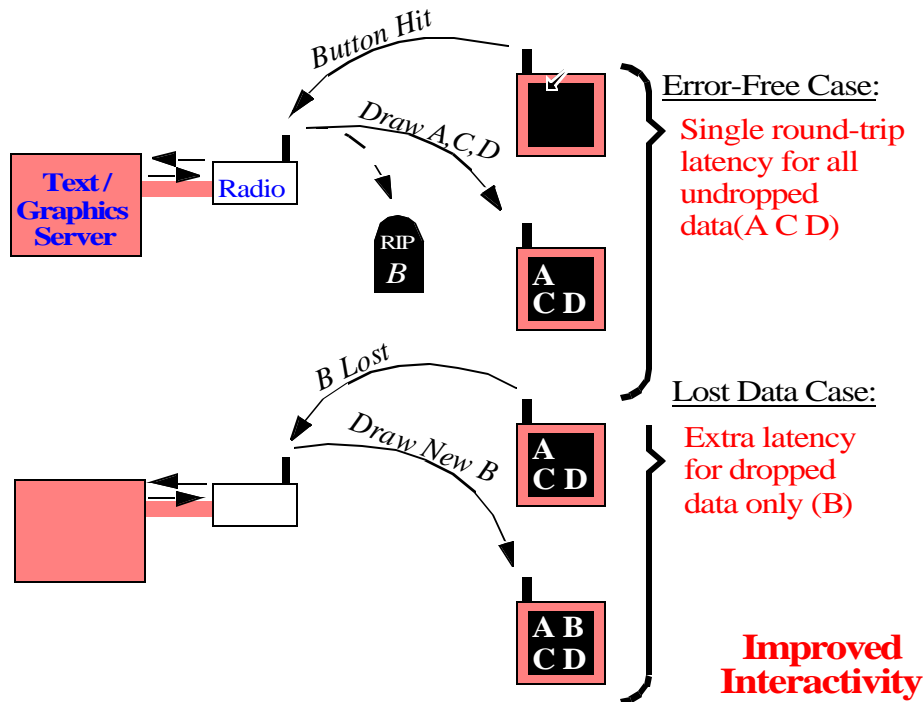 Button Hit
Error-Free Case:
Draw A,C,D
Single round-trip
latency for all
undropped
data(A C D)
Text /
Graphics
Server
Radio
RIP
B
A
C D
B Lost
Lost Data Case:
Draw New B
A
C D
Extra latency
for dropped
data only (B)
A B
C D
Improved
Interactivity